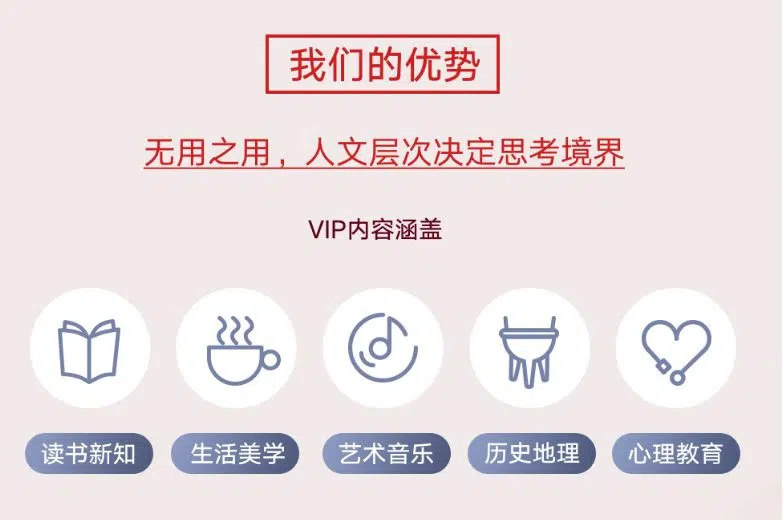 我们的优势
无用之用，人文层次决定思考境界
VIP内容涵盖
读书新知 生活美学 艺术音乐 历史地理 心理教育